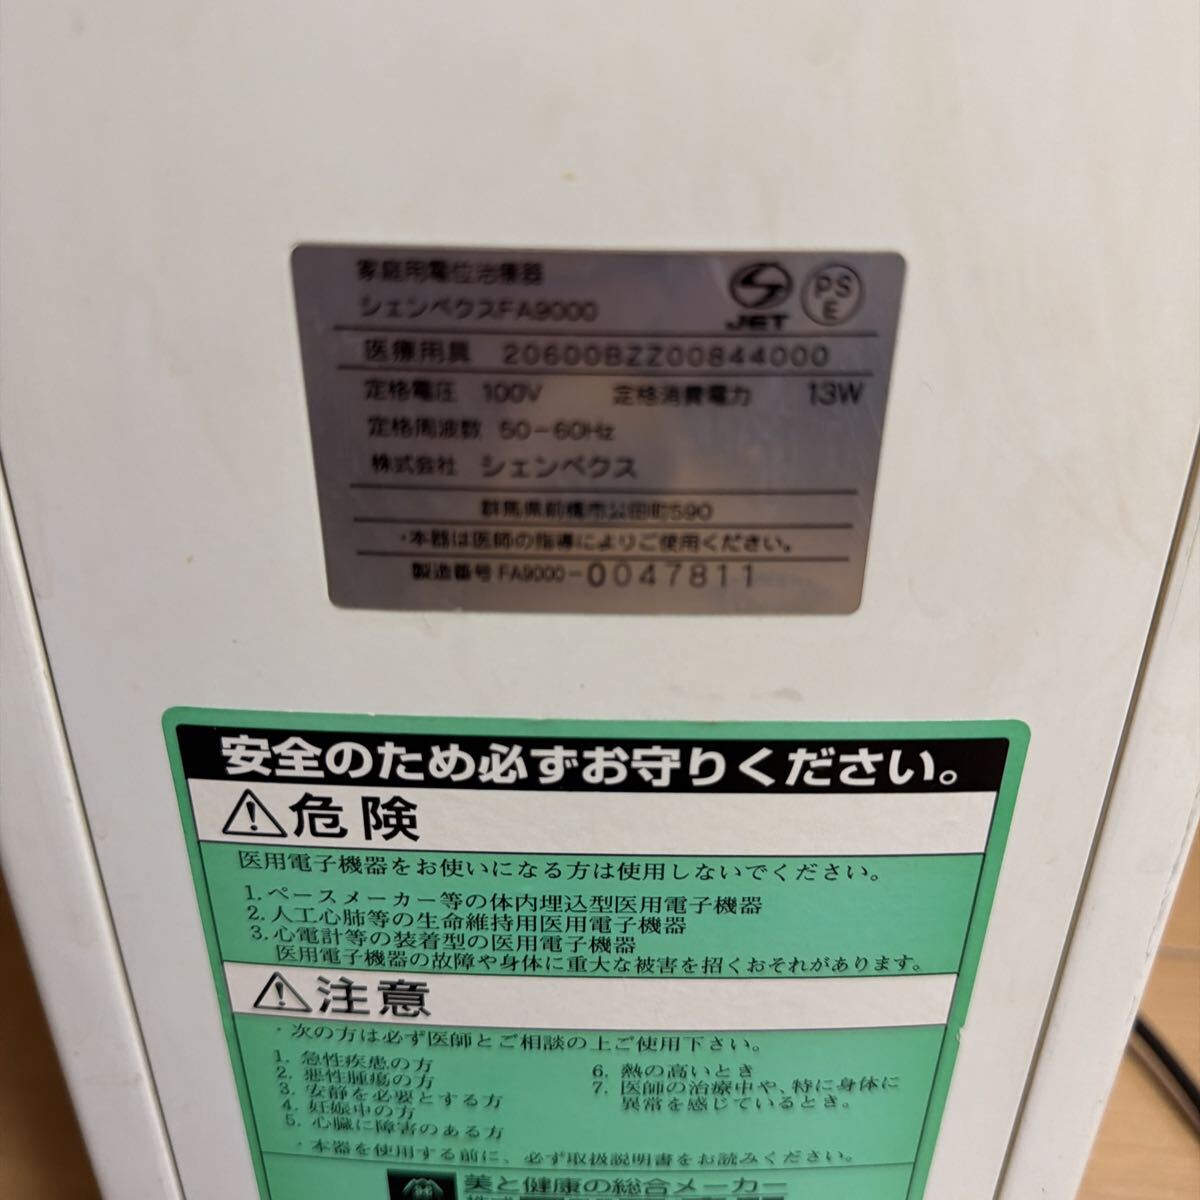 家庭用電位治療器
シェンペクスFA9000
JET
PS
E
医療用具 20600BZZ00844000
定格電圧 100V 定格消費電力 13W
定格周波数 50-60Hz
株式会社 シェンペクス
群馬県前橋市公田町590
・本器は医師の指導によりご使用ください。
製造番号 FA9000-0047811
安全のため必ずお守りください。
⚠危険
医用電子機器をお使いになる方は使用しないでください。
1. ペースメーカー等の体内埋込型医用電子機器
2. 人工心肺等の生命維持用医用電子機器
3. 心電計等の装着型の医用電子機器
医用電子機器の故障や身体に重大な被害を招くおそれがあります。
⚠注意
・次の方は必ず医師とご相談の上ご使用下さい。
1. 急性疾患の方
2. 悪性腫瘍の方
3. 安静を必要とする方
4. 妊娠中の方
5. 心臓に障害のある方
6. 熱の高いとき
7. 医師の治療中や、特に身体に
異常を感じているとき。
・本器を使用する前に、必ず取扱説明書をお読みください。
美と健康の総合メーカー